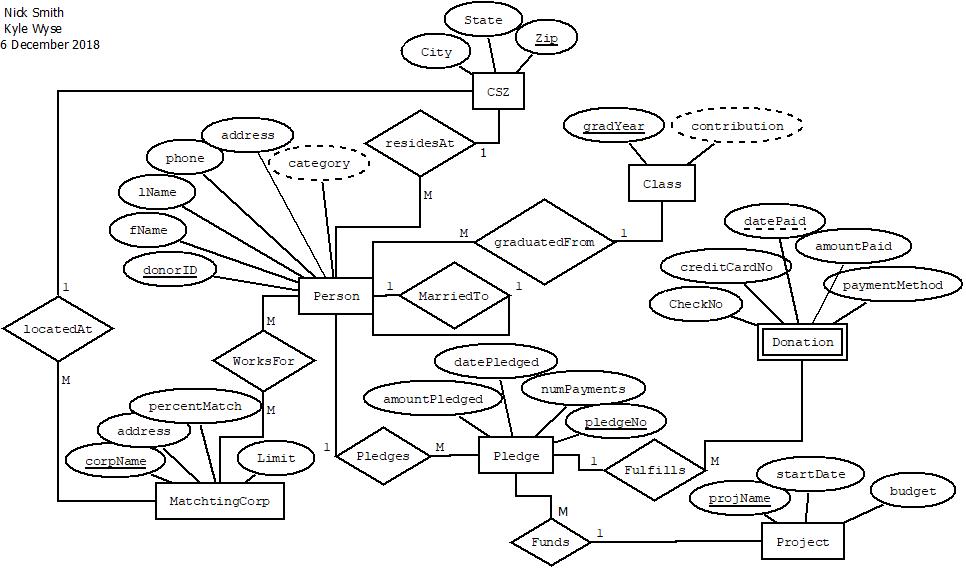 Nick Smith
Kyle Wyse
6 December 2018
State
City
Zip
CSZ
residesAt
1
M
gradYear
contribution
Class
address
phone
category
lName
fName
donorID
M
graduatedFrom
1
datePaid
amountPaid
creditCardNo
paymentMethod
CheckNo
Donation
Person
1
MarriedTo
1
1
locatedAt
M
M
WorksFor
M
datePledged
amountPledged
numPayments
pledgeNo
percentMatch
address
corpName
Limit
MatchtingCorp
1
Pledges
M
Pledge
1
Fulfills
M
M
Funds
1
projName
startDate
budget
Project